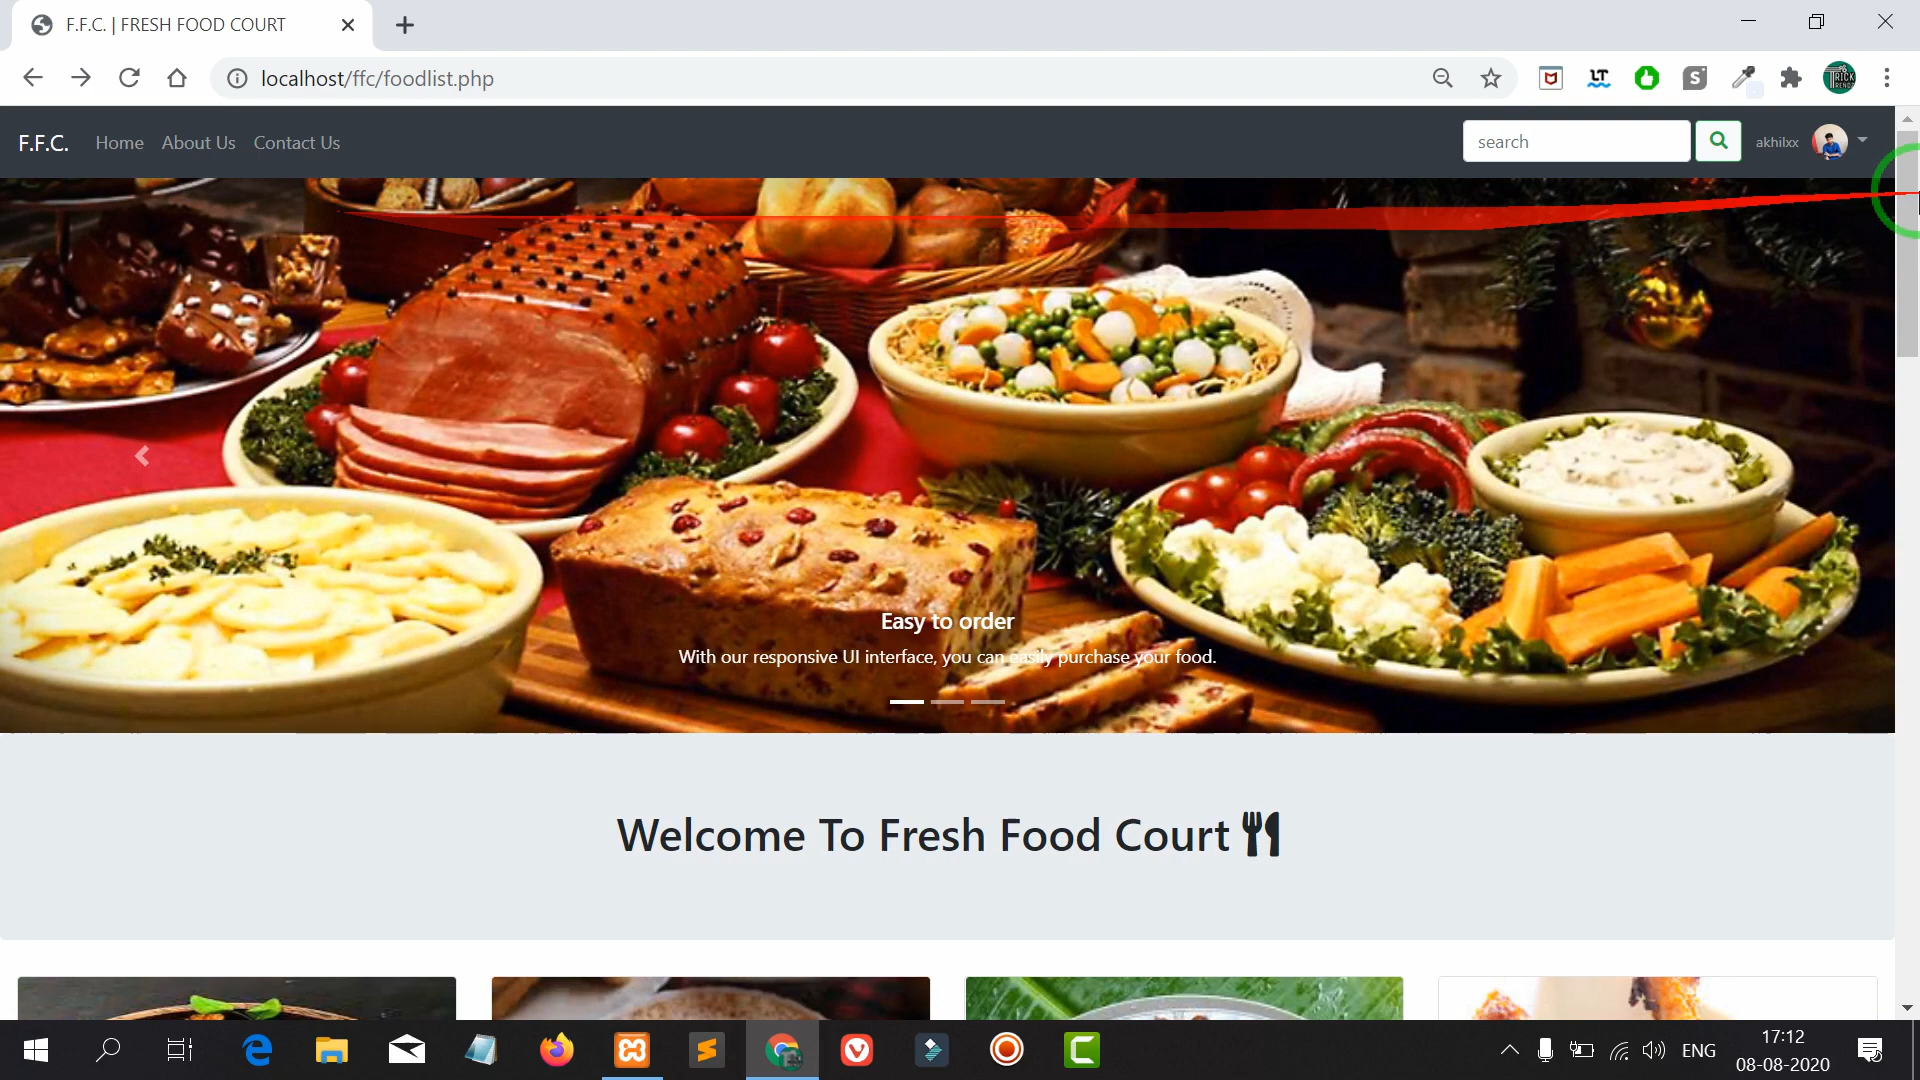 F.F.C. | FRESH FOOD COURT
localhost/ffc/foodlist.php
F.F.C. Home About Us Contact Us search akhilxx
Easy to order
With our responsive UI interface, you can easily purchase your food.
Welcome To Fresh Food Court
ENG
17:12
08-08-2020